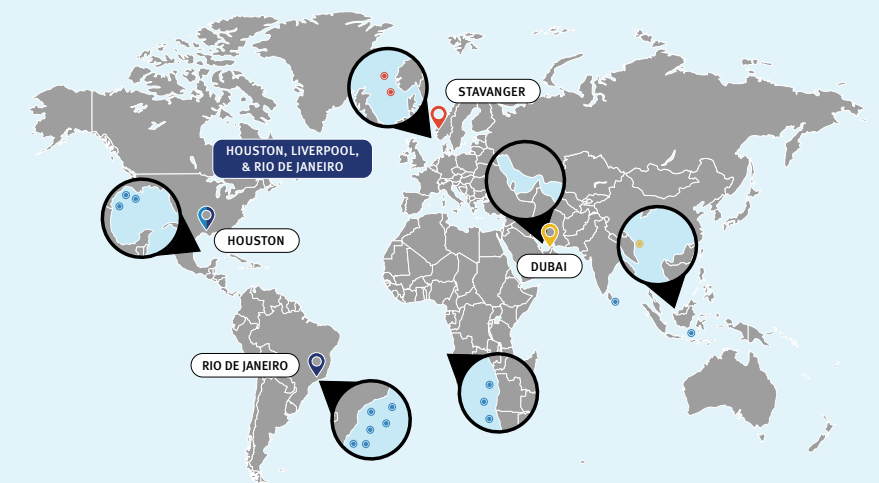 STAVANGER
HOUSTON, LIVERPOOL,
& RIO DE JANEIRO
HOUSTON
DUBAI
RIO DE JANEIRO